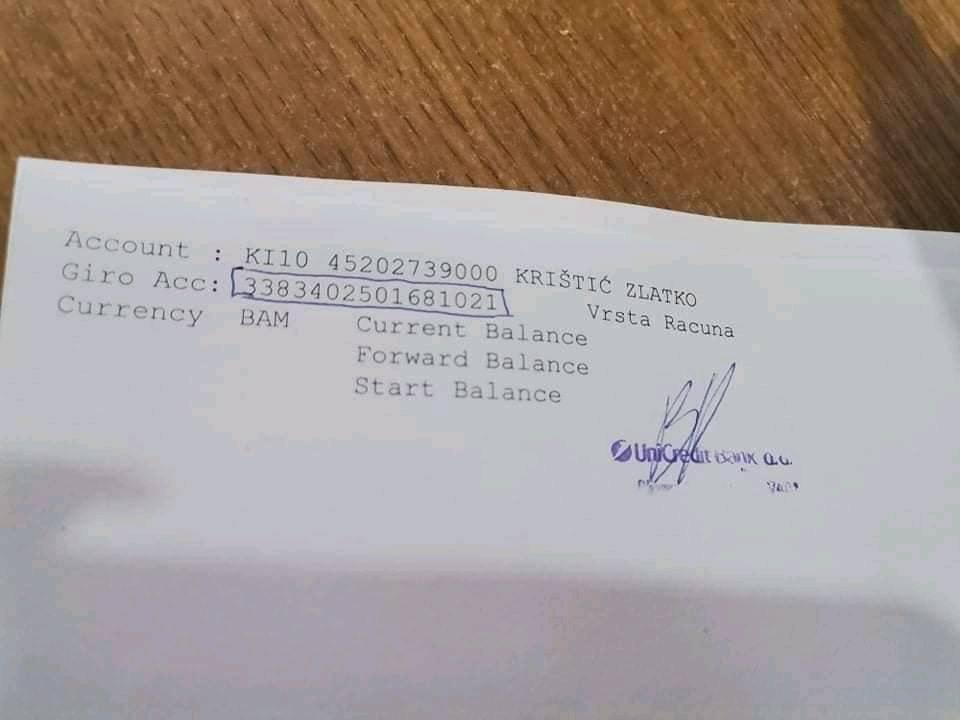 Account : KI10 45202739000 KRIŠTIĆ ZLATKO
Giro Acc: 3383402501681021 Vrsta Racuna
Currency BAM Current Balance
Forward Balance
Start Balance
UniCredit Bank